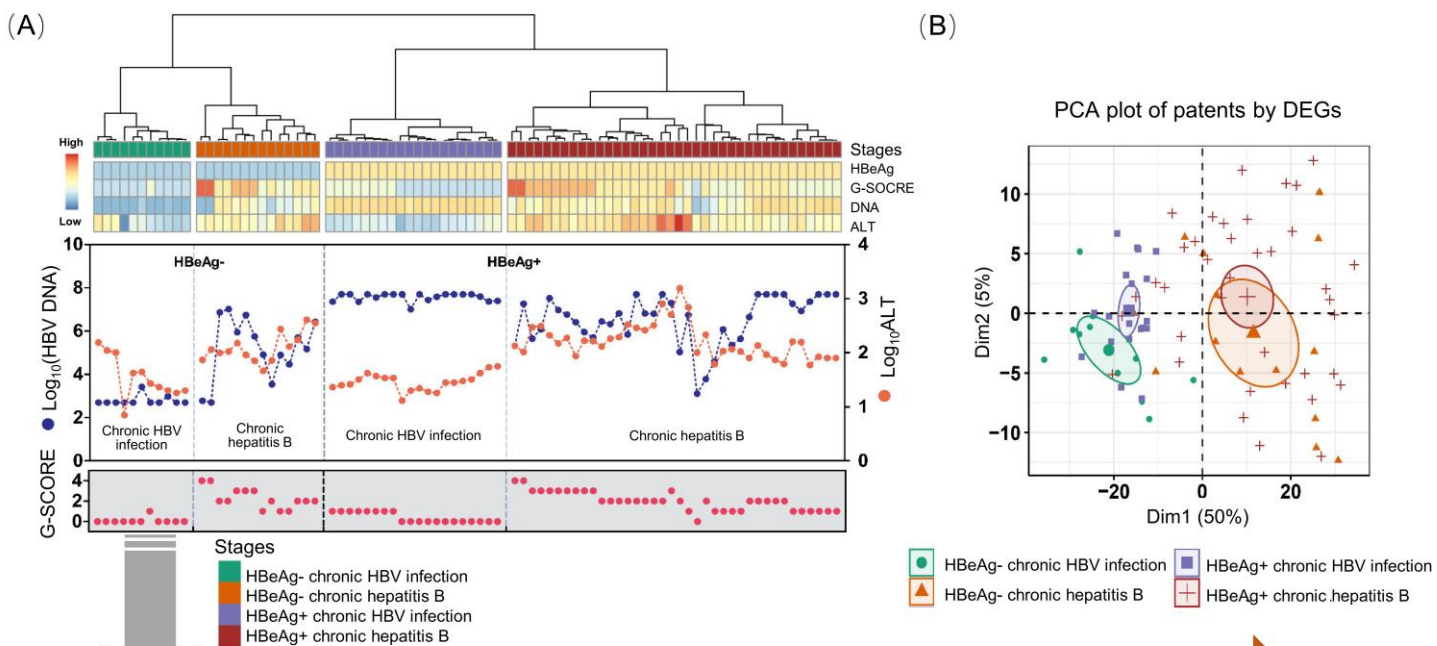 (A)
High
Low
Stages
HBeAg
G-SOCRE
DNA
ALT
10
8
6
4
2
0
Log10(HBV DNA)
HBeAg-
HBeAg+
4
3
2
1
0
Log10ALT
Chronic HBV
infection
Chronic
hepatitis B
Chronic HBV infection
Chronic hepatitis B
G-SCORE
4
2
0
Stages
HBeAg- chronic HBV infection
HBeAg- chronic hepatitis B
HBeAg+ chronic HBV infection
HBeAg+ chronic hepatitis B
(B)
PCA plot of patents by DEGs
Dim2 (5%)
10
5
0
−5
−10
−20
0
20
Dim1 (50%)
HBeAg- chronic HBV infection
HBeAg+ chronic HBV infection
HBeAg- chronic hepatitis B
HBeAg+ chronic hepatitis B